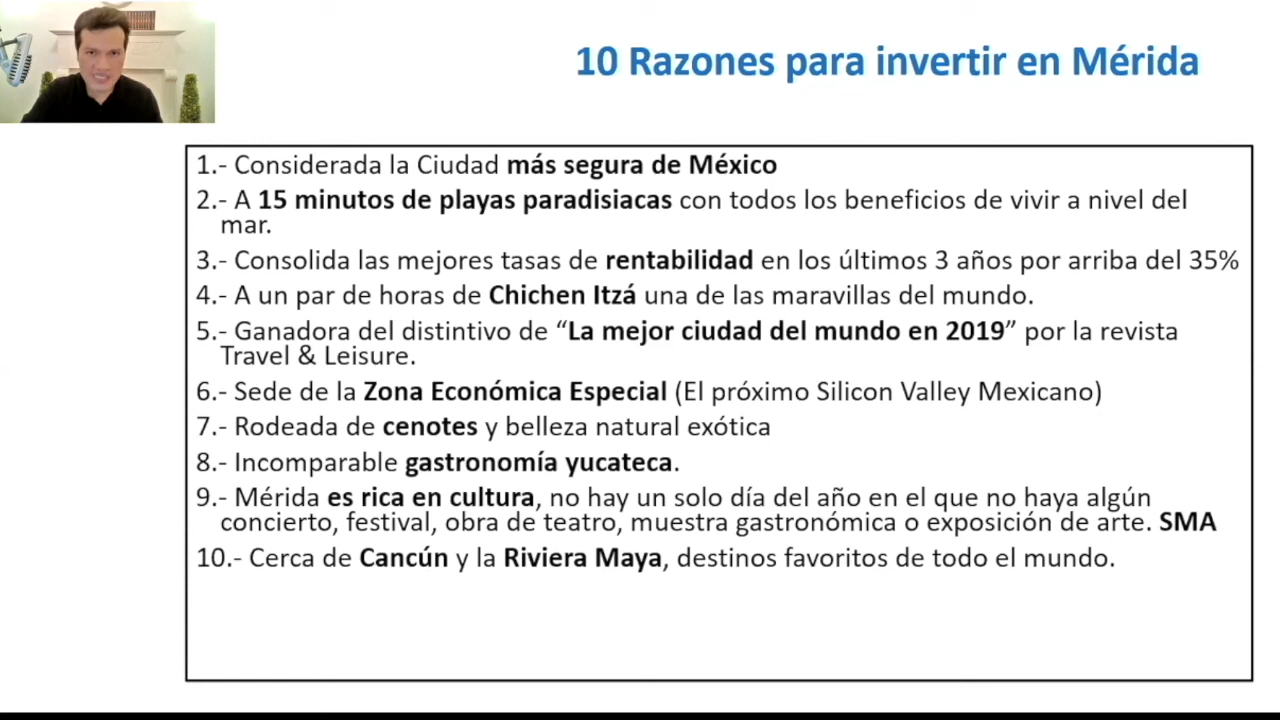 10 Razones para invertir en Mérida
1.- Considerada la Ciudad más segura de México
2.- A 15 minutos de playas paradisiacas con todos los beneficios de vivir a nivel del
mar.
3.- Consolida las mejores tasas de rentabilidad en los últimos 3 años por arriba del 35%
4.- A un par de horas de Chichen Itzá una de las maravillas del mundo.
5.- Ganadora del distintivo de “La mejor ciudad del mundo en 2019” por la revista
Travel & Leisure.
6.- Sede de la Zona Económica Especial (El próximo Silicon Valley Mexicano)
7.- Rodeada de cenotes y belleza natural exótica
8.- Incomparable gastronomía yucateca.
9.- Mérida es rica en cultura, no hay un solo día del año en el que no haya algún
concierto, festival, obra de teatro, muestra gastronómica o exposición de arte. SMA
10.- Cerca de Cancún y la Riviera Maya, destinos favoritos de todo el mundo.